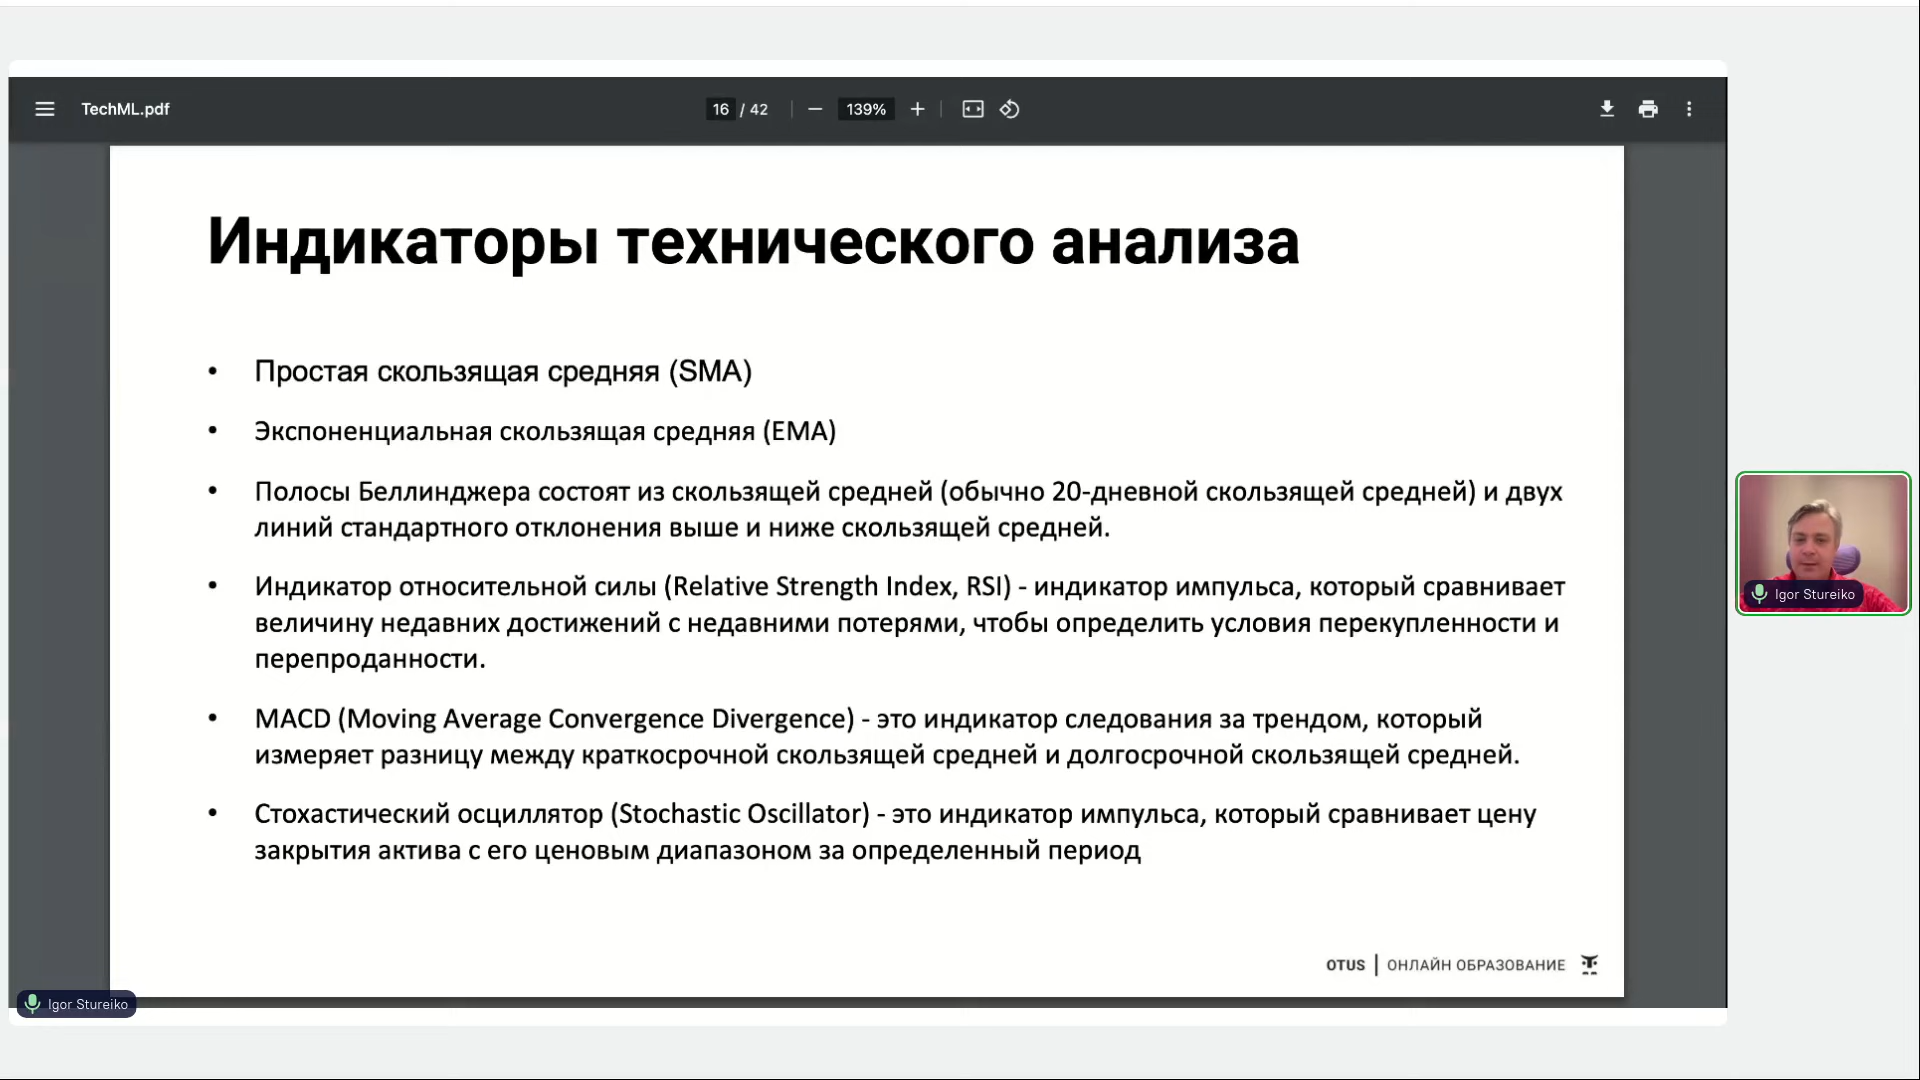 TechML.pdf
16 / 42
139%
Индикаторы технического анализа
• Простая скользящая средняя (SMA)
• Экспоненциальная скользящая средняя (EMA)
• Полосы Беллинджера состоят из скользящей средней (обычно 20-дневной скользящей средней) и двух
линий стандартного отклонения выше и ниже скользящей средней.
• Индикатор относительной силы (Relative Strength Index, RSI) - индикатор импульса, который сравнивает
величину недавних достижений с недавними потерями, чтобы определить условия перекупленности и
перепроданности.
• MACD (Moving Average Convergence Divergence) - это индикатор следования за трендом, который
измеряет разницу между краткосрочной скользящей средней и долгосрочной скользящей средней.
• Стохастический осциллятор (Stochastic Oscillator) - это индикатор импульса, который сравнивает цену
закрытия актива с его ценовым диапазоном за определенный период
OTUS | ОНЛАЙН ОБРАЗОВАНИЕ
Igor Stureiko
Igor Stureiko